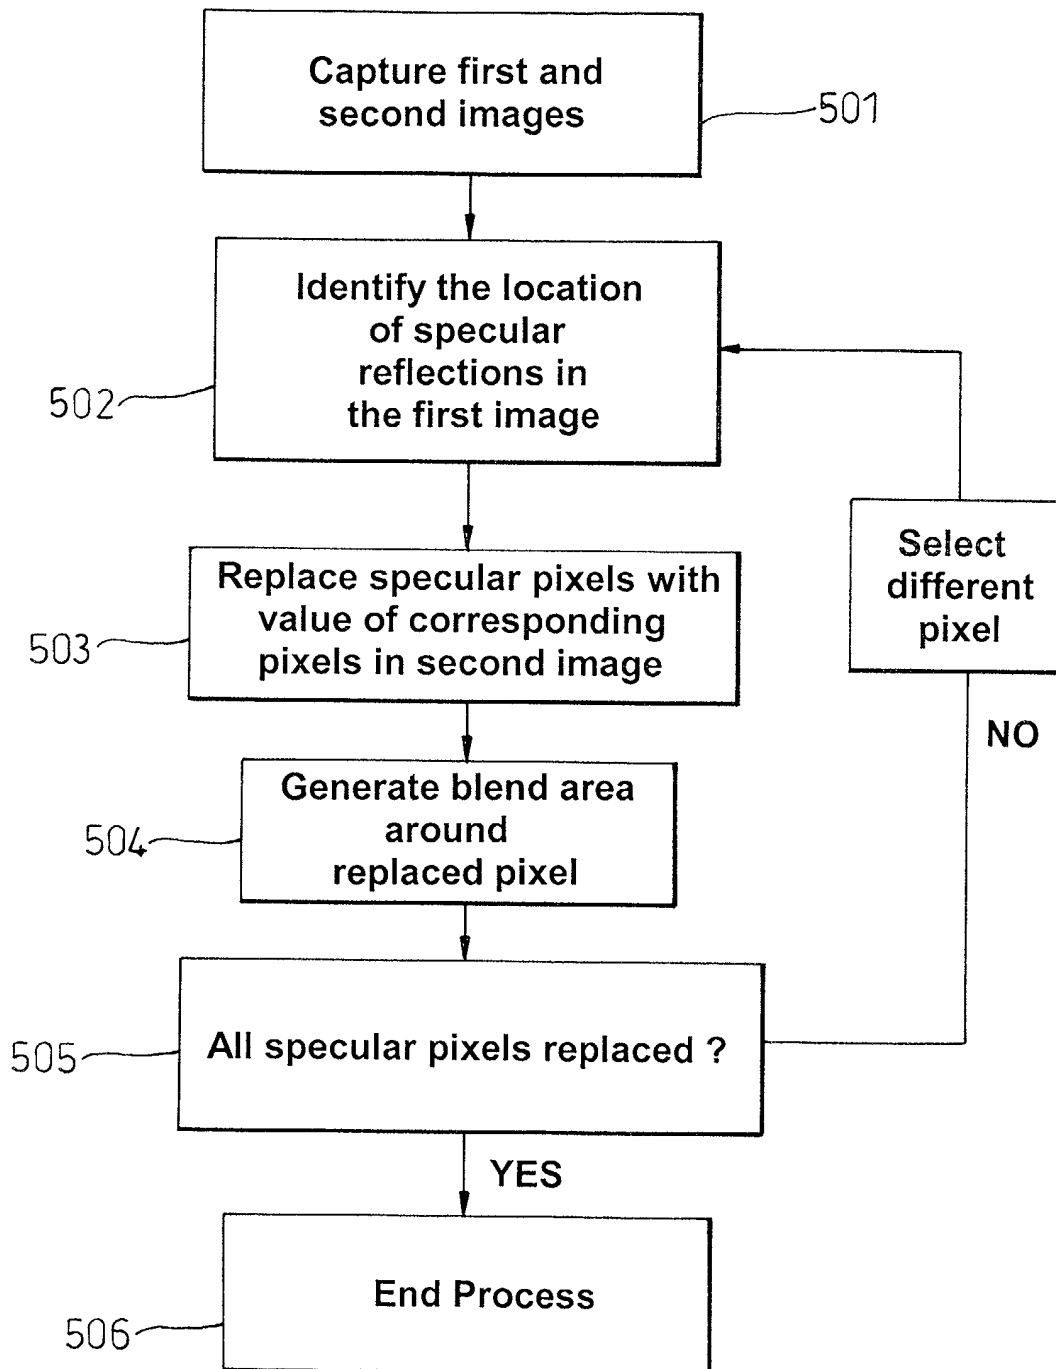 Capture first and
second images
501
Identify the location
of specular
reflections in
the first image
502
Select
different
pixel
Replace specular pixels with
value of corresponding
pixels in second image
503
NO
Generate blend area
around
replaced pixel
504
All specular pixels replaced ?
505
YES
End Process
506